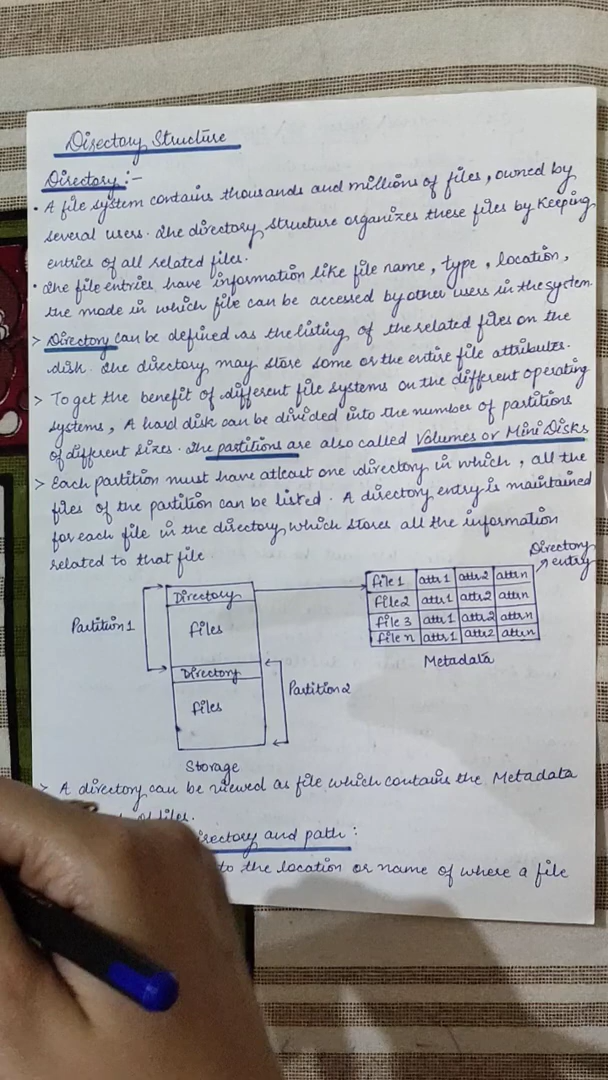 Directory Structure
Directory :-
• A file system contains thousands and millions of files, owned by
several users. The directory structure organizes these files by keeping
entries of all related files.
• The file entries have information like file name, type, location,
the mode in which file can be accessed by other users in the system.
> Directory can be defined as the listing of the related files on the
disk. The directory may store some or the entire file attributes.
> To get the benefit of different file systems on the different operating
systems, A hard disk can be divided into the number of partitions
of different sizes. The partitions are also called Volumes or Mini Disks
> Each partition must have atleast one directory in which, all the
files of the partition can be listed. A directory entry is maintained
for each file in the directory which stores all the information
related to that file.
Directory
entry
file 1 attr 1 attr 2 attr n
file 2 attr 1 attr 2 attr n
file 3 attr 1 attr 2 attr n
file n attr 1 attr 2 attr n
Metadata
Partition 1
Directory
files
Directory
files
Partition 2
Storage
> A directory can be viewed as file which contains the Metadata
of files.
irectory and path :
to the location or name of where a file